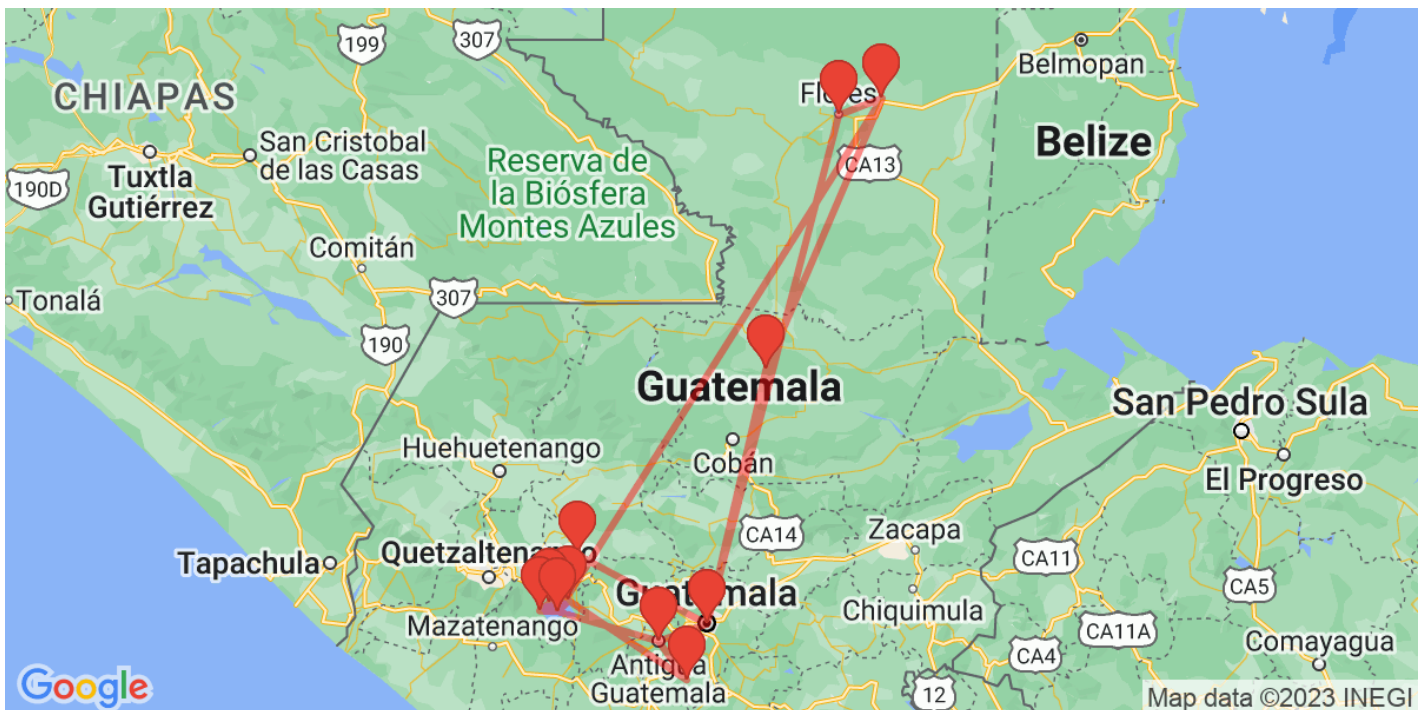 199
307
CHIAPAS
Flores
Belmopan
San Cristobal
de las Casas
Belize
190D
Tuxtla
Gutiérrez
Reserva de
la Biósfera
Montes Azules
CA13
Comitán
Tonalá
307
190
Guatemala
San Pedro Sula
Huehuetenango
Cobán
El Progreso
CA14
Zacapa
Quetzaltenango
Tapachula
CA11
CA5
Guatemala
Chiquimula
Mazatenango
CA11A
Comayagua
CA4
Antigua
Guatemala
12
Google
Map data ©2023 INEGI